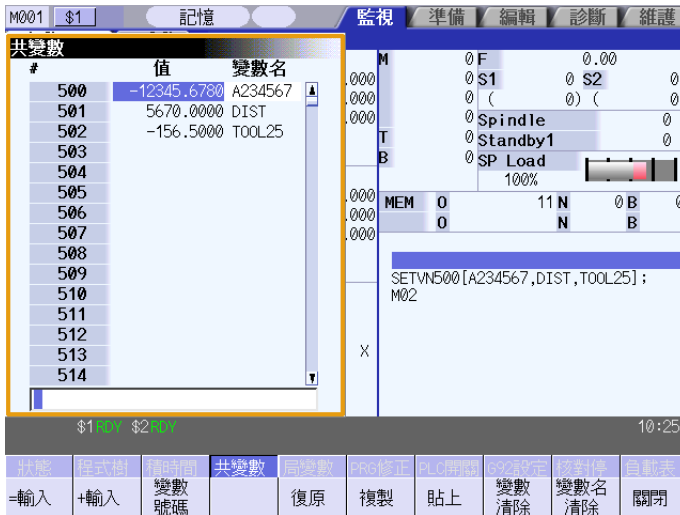 M001 $1 記憶 監視 準備 編輯 診斷 維護
共變數
# 值 變數名
500 -12345.6780 A234567
501 5670.0000 DIST
502 -156.5000 TOOL25
503
504
505
506
507
508
509
510
511
512
513
514
.000
.000
.000
.000
.000
.000
X
M 0 F 0.00
0 S1 0 S2 0
0 ( 0) ( 0
0 Spindle 0
T 0 Standby1 0
B 0 SP Load
100%
MEM O 11 N 0 B 0
O N B
SETVN500[A234567,DIST,TOOL25];
M02
$1 RDY $2 RDY 10:25
狀態 程式樹 積時間 共變數 局變數 PRG修正 PLC開關 G92設定 核對停 負載表
=輸入 +輸入 變數號碼 復原 複製 貼上 變數清除 變數名清除 關閉